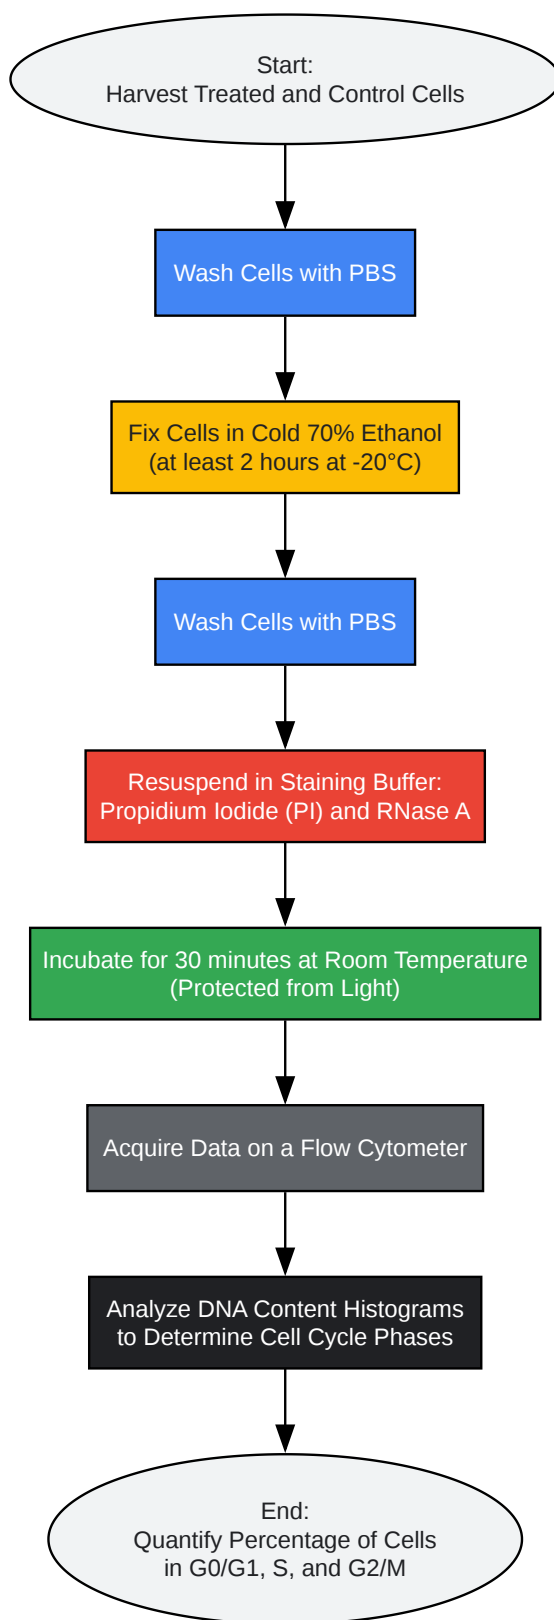 Start:
Harvest Treated and Control Cells
Wash Cells with PBS
Fix Cells in Cold 70% Ethanol
(at least 2 hours at -20°C)
Wash Cells with PBS
Resuspend in Staining Buffer:
Propidium Iodide (PI) and RNase A
Incubate for 30 minutes at Room Temperature
(Protected from Light)
Acquire Data on a Flow Cytometer
Analyze DNA Content Histograms
to Determine Cell Cycle Phases
End:
Quantify Percentage of Cells
in G0/G1, S, and G2/M